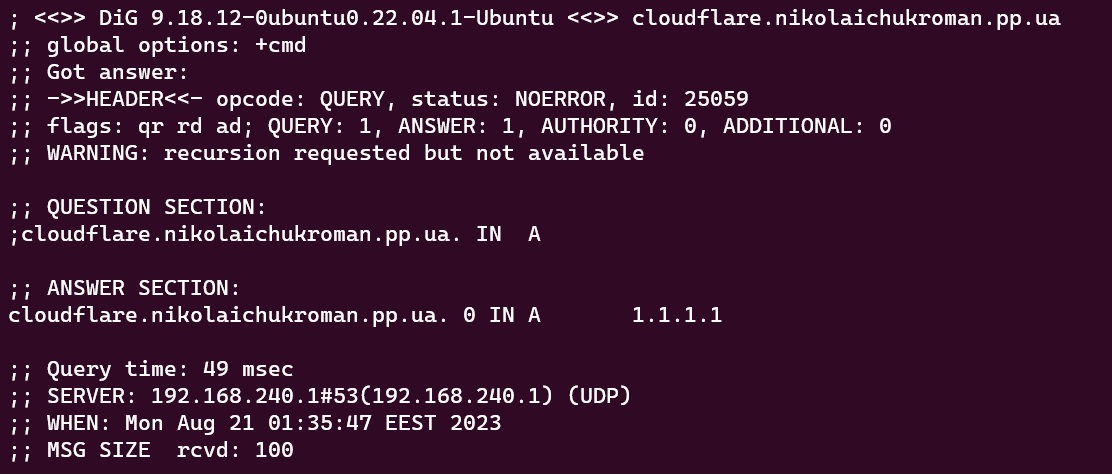 ; <<>> DiG 9.18.12-0ubuntu0.22.04.1-Ubuntu <<>> cloudflare.nikolaichukroman.pp.ua
;; global options: +cmd
;; Got answer:
;; ->>HEADER<<- opcode: QUERY, status: NOERROR, id: 25059
;; flags: qr rd ad; QUERY: 1, ANSWER: 1, AUTHORITY: 0, ADDITIONAL: 0
;; WARNING: recursion requested but not available
;; QUESTION SECTION:
;cloudflare.nikolaichukroman.pp.ua. IN A
;; ANSWER SECTION:
cloudflare.nikolaichukroman.pp.ua. 0 IN A 1.1.1.1
;; Query time: 49 msec
;; SERVER: 192.168.240.1#53(192.168.240.1) (UDP)
;; WHEN: Mon Aug 21 01:35:47 EEST 2023
;; MSG SIZE rcvd: 100